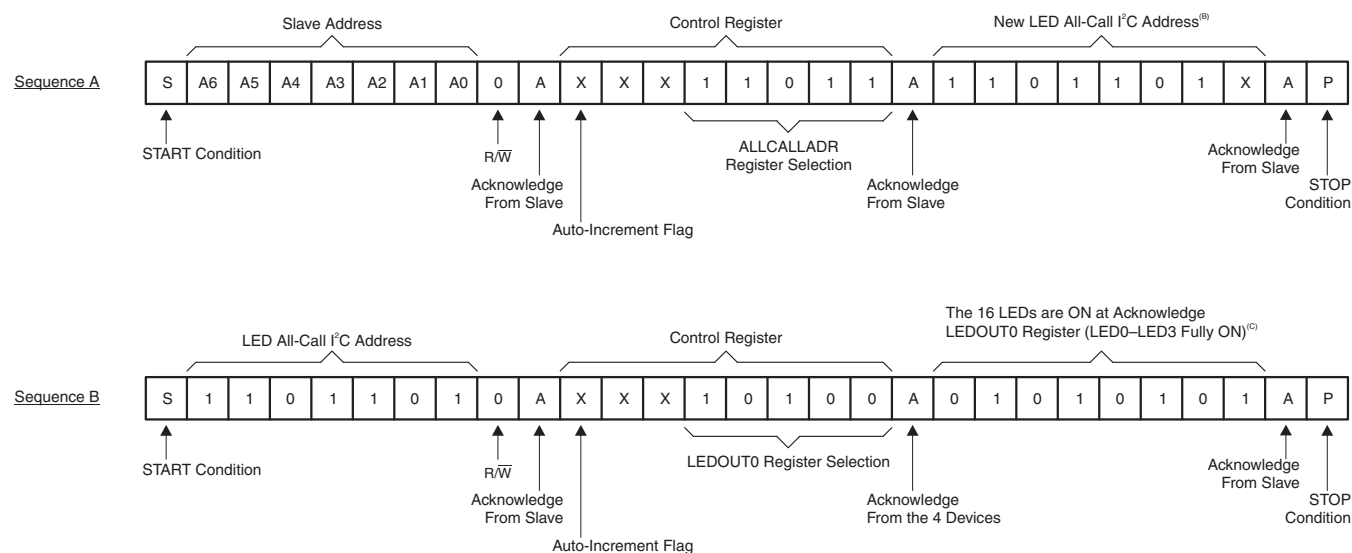 Slave Address
Control Register
New LED All-Call I²C Address(B)
Sequence A
S A6 A5 A4 A3 A2 A1 A0 0 A X X X 1 1 0 1 1 A 1 1 0 1 1 0 1 X A P
START Condition
R/W̅
Acknowledge
From Slave
Auto-Increment Flag
ALLCALLADR
Register Selection
Acknowledge
From Slave
Acknowledge
From Slave
STOP
Condition
The 16 LEDs are ON at Acknowledge
LEDOUT0 Register (LED0–LED3 Fully ON)(C)
LED All-Call I²C Address
Control Register
Sequence B
S 1 1 0 1 1 0 1 0 A X X X 1 0 1 0 0 A 0 1 0 1 0 1 0 1 A P
START Condition
R/W̅
Acknowledge
From Slave
Auto-Increment Flag
LEDOUT0 Register Selection
Acknowledge
From the 4 Devices
Acknowledge
From Slave
STOP
Condition